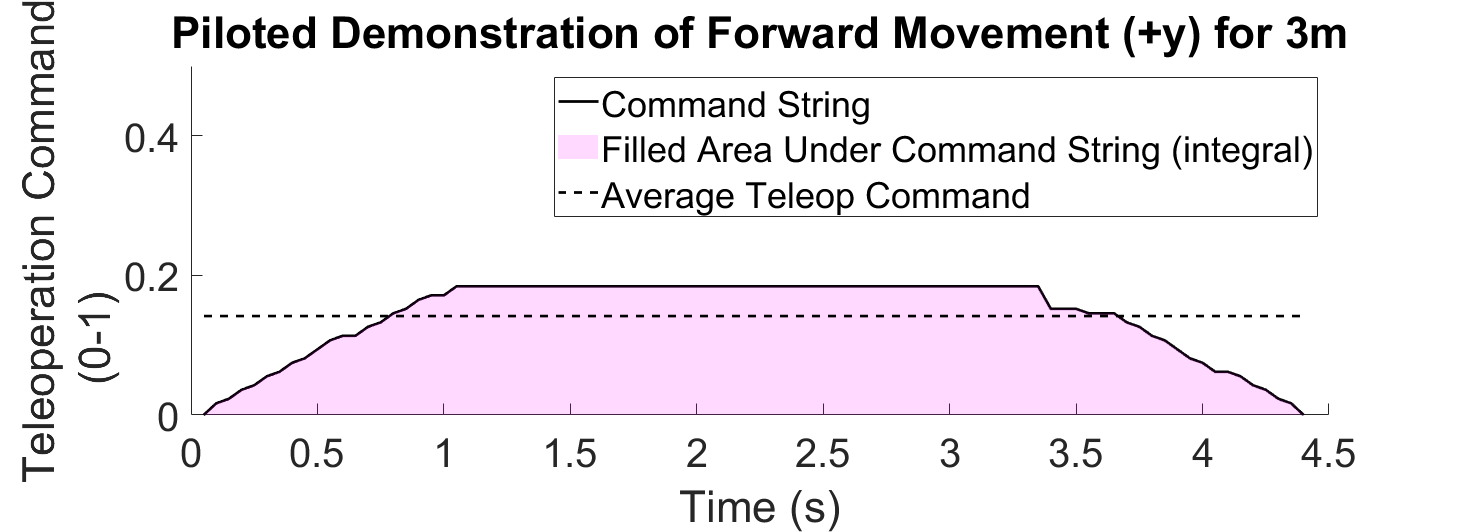 Piloted Demonstration of Forward Movement (+y) for 3m
Teleoperation Command
(0-1)
0.4
0.2
0
Command String
Filled Area Under Command String (integral)
Average Teleop Command
0 0.5 1 1.5 2 2.5 3 3.5 4 4.5
Time (s)